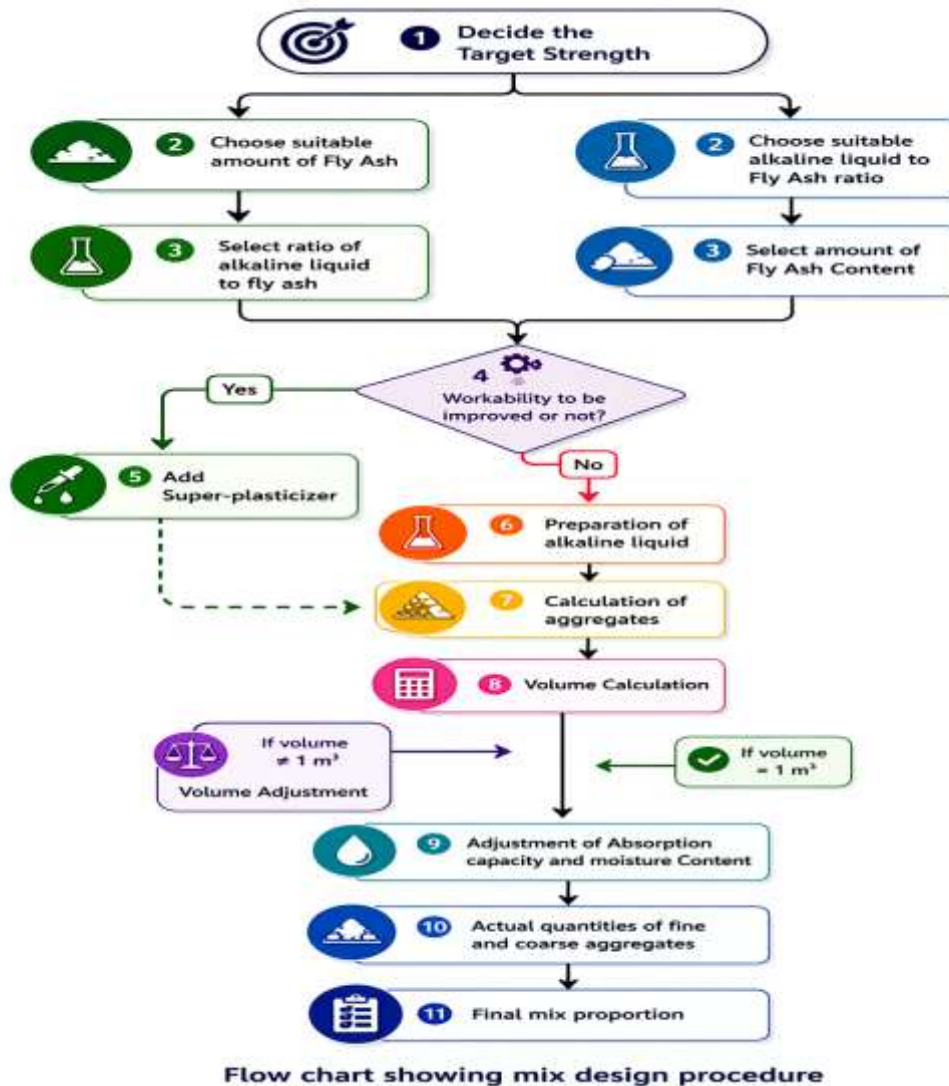 1 Decide the
Target Strength
2 Choose suitable
amount of Fly Ash
2 Choose suitable
alkaline liquid to
Fly Ash ratio
3 Select ratio of
alkaline liquid
to fly ash
3 Select amount of
Fly Ash Content
4
Workability to be
improved or not?
Yes
No
5 Add
Super-plasticizer
6 Preparation of
alkaline liquid
7 Calculation of
aggregates
8 Volume Calculation
If volume
≠ 1 m³
Volume Adjustment
If volume
= 1 m³
9 Adjustment of Absorption
capacity and moisture Content
10 Actual quantities of fine
and coarse aggregates
11 Final mix proportion
Flow chart showing mix design procedure